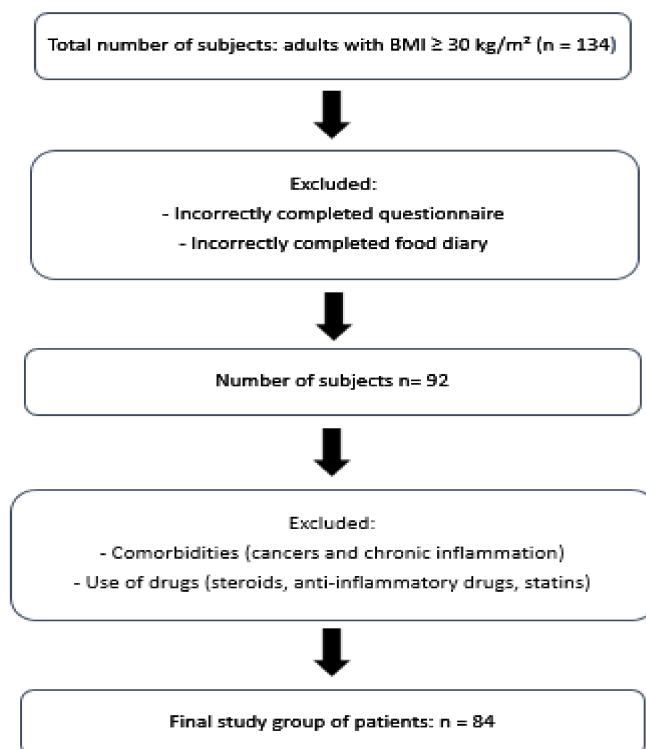 Total number of subjects: adults with BMI ≥ 30 kg/m² (n = 134)
Excluded:
- Incorrectly completed questionnaire
- Incorrectly completed food diary
Number of subjects n= 92
Excluded:
- Comorbidities (cancers and chronic inflammation)
- Use of drugs (steroids, anti-inflammatory drugs, statins)
Final study group of patients: n = 84